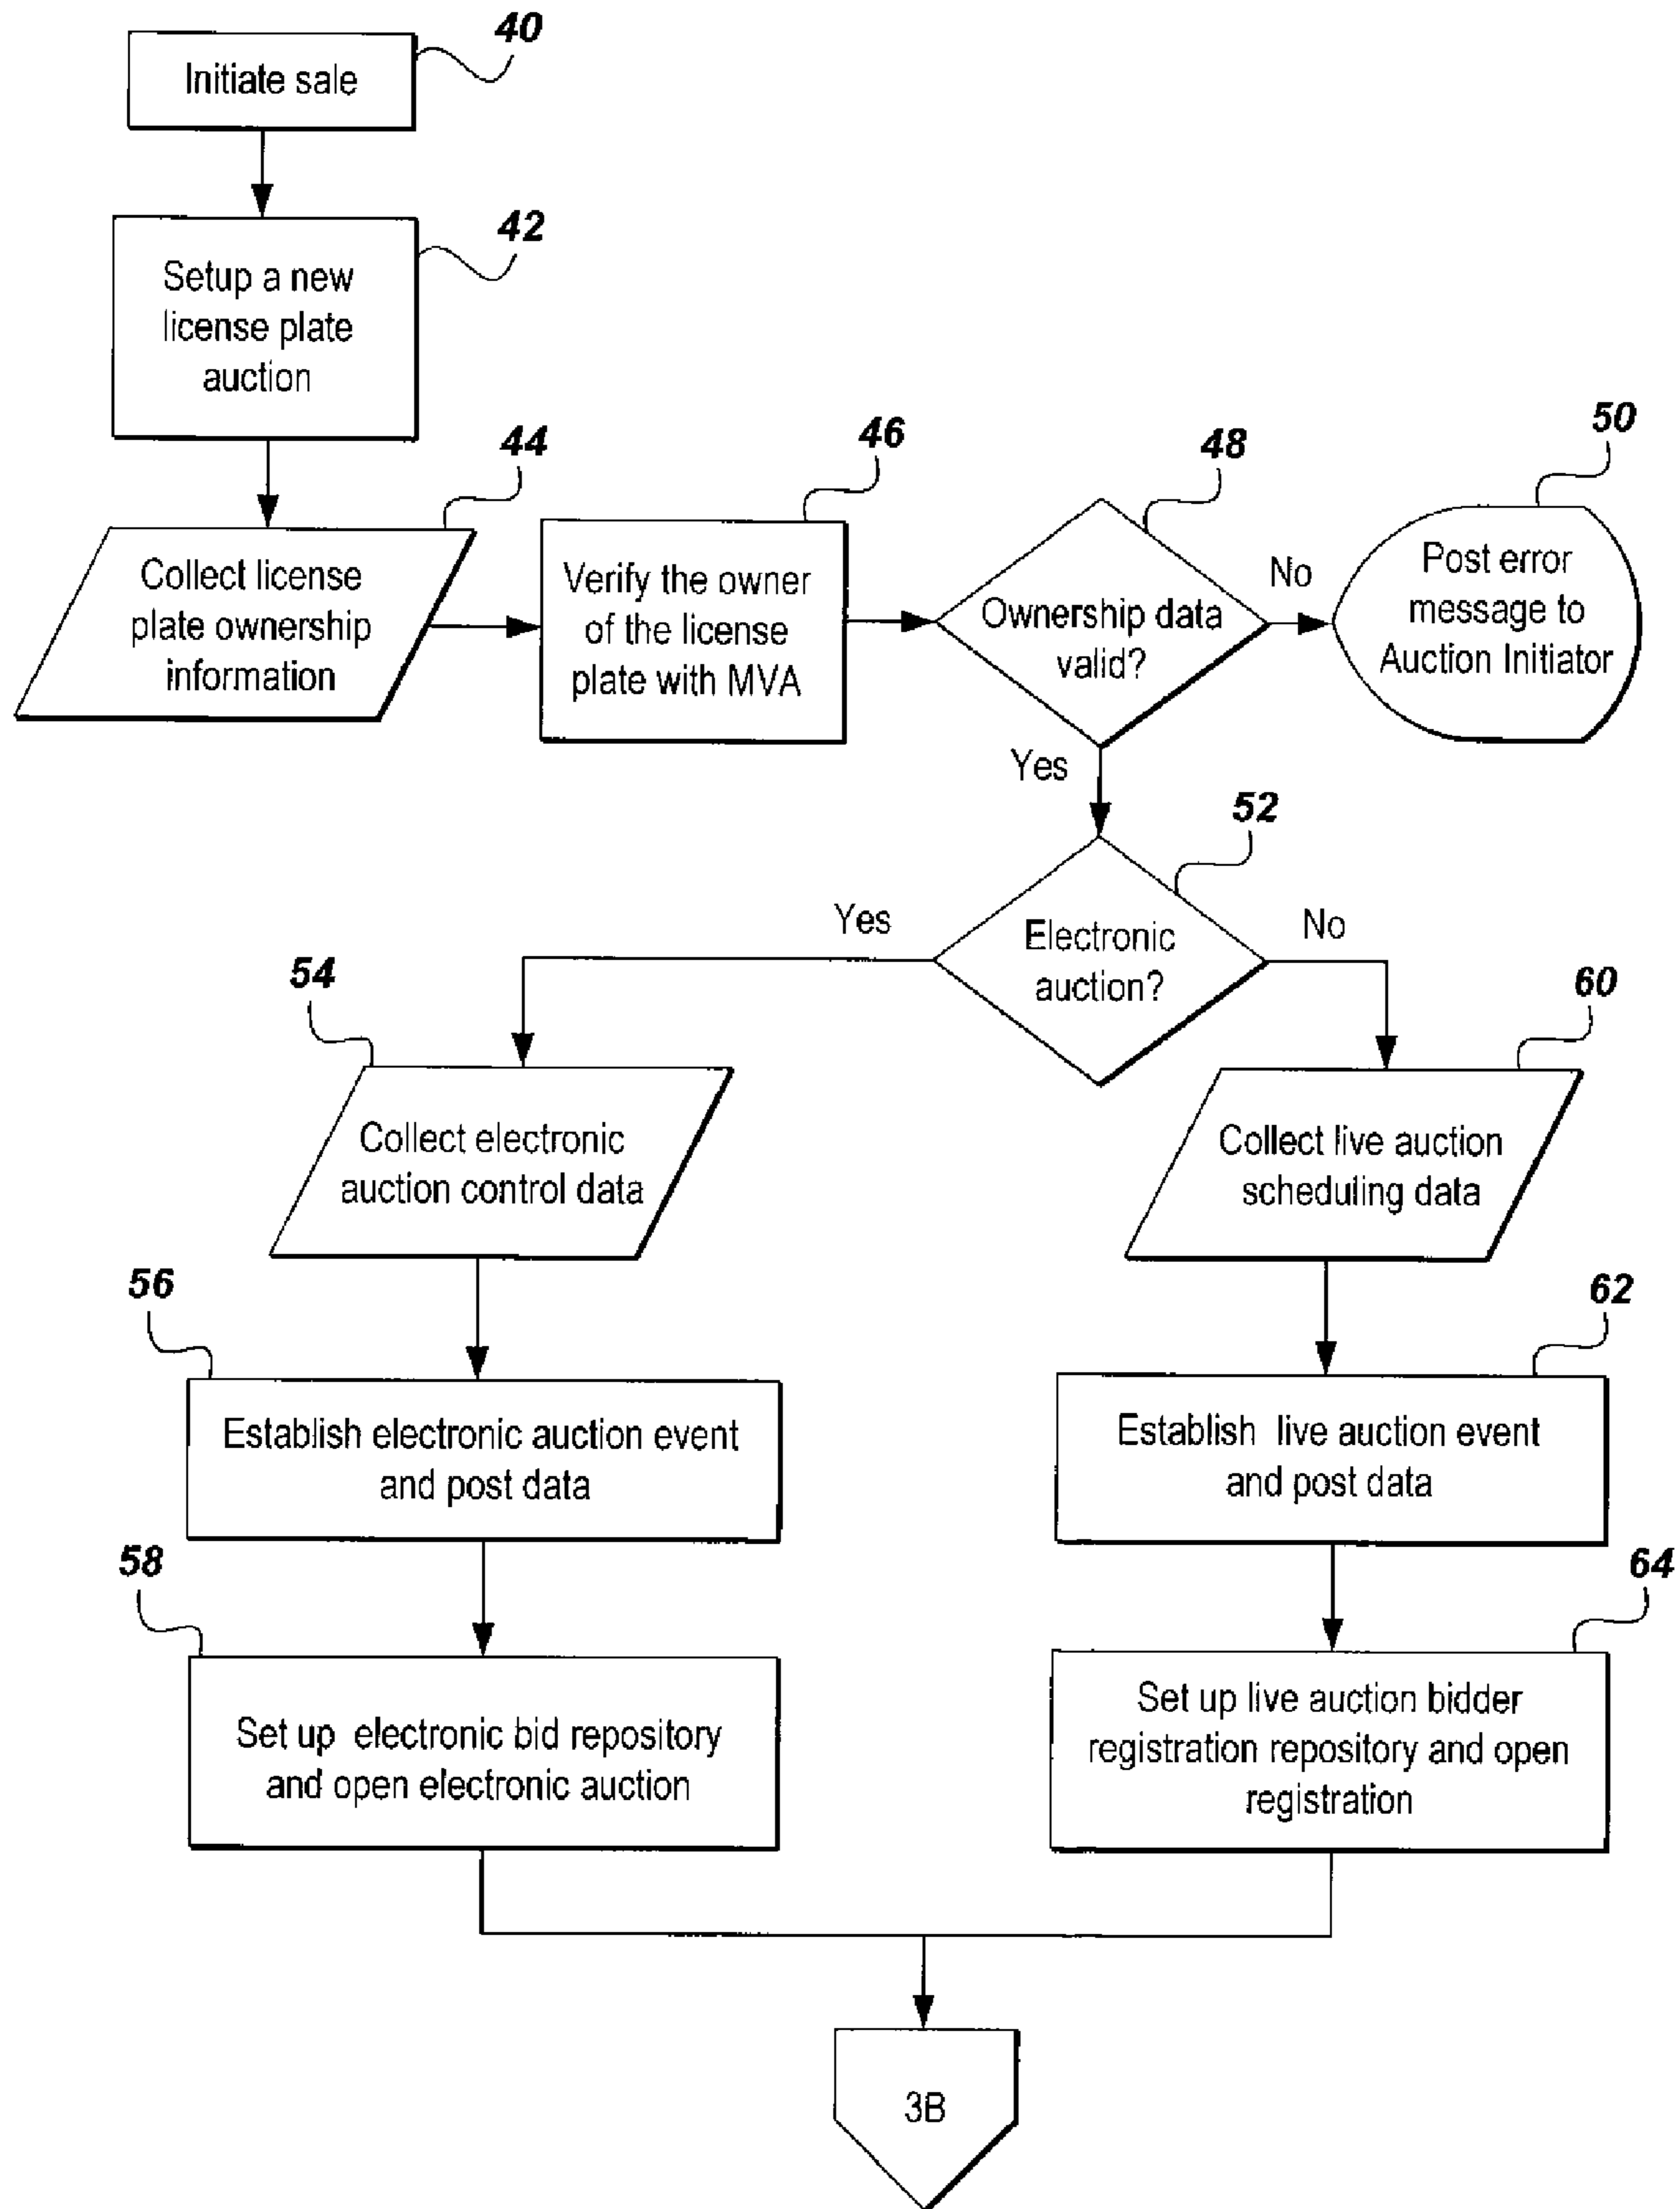 40
Initiate sale
42
Setup a new
license plate
auction
44
Collect license
plate ownership
information
46
Verify the owner
of the license
plate with MVA
48
Ownership data
valid?
No
50
Post error
message to
Auction Initiator
Yes
52
Electronic
auction?
Yes
No
54
Collect electronic
auction control data
60
Collect live auction
scheduling data
56
Establish electronic auction event
and post data
62
Establish live auction event
and post data
58
Set up electronic bid repository
and open electronic auction
64
Set up live auction bidder
registration repository and open
registration
3B